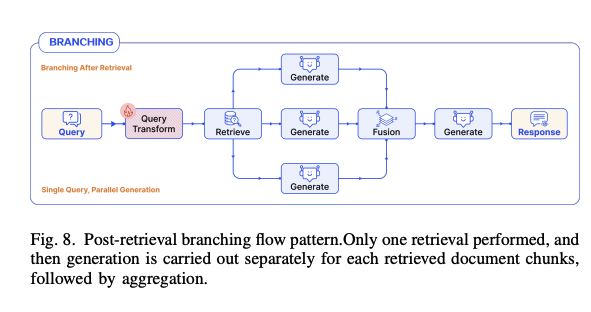 BRANCHING
Branching After Retrieval
Generate
Query
Query
Transform
Retrieve
Generate
Fusion
Generate
Response
Generate
Single Query, Parallel Generation
Fig. 8. Post-retrieval branching flow pattern.Only one retrieval performed, and
then generation is carried out separately for each retrieved document chunks,
followed by aggregation.